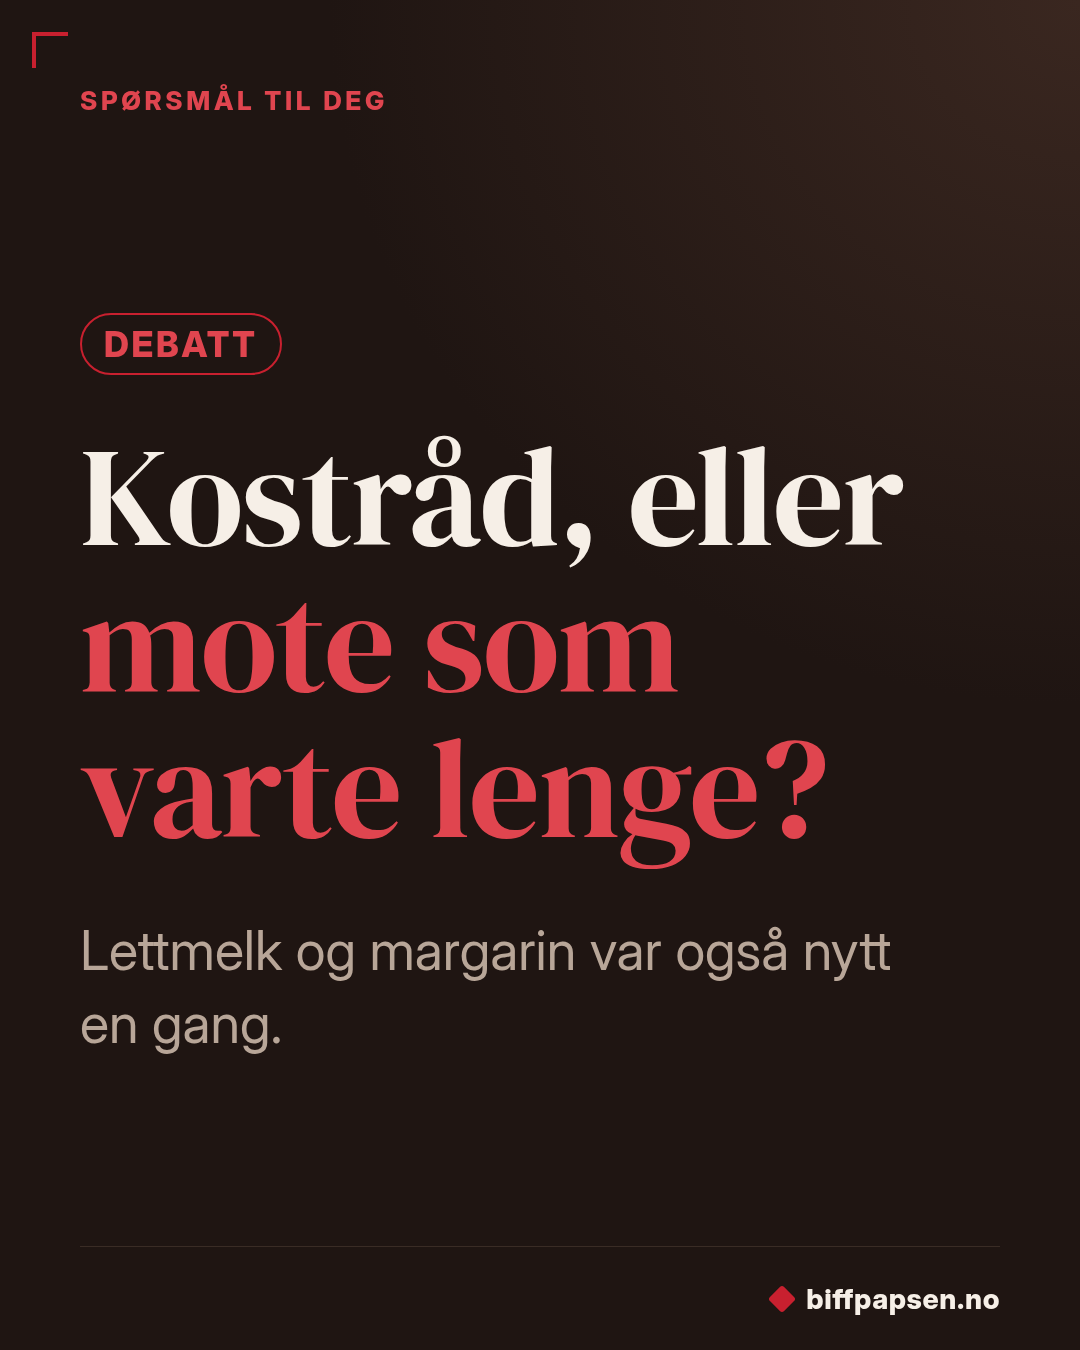 SPØRSMÅL TIL DEG
DEBATT
Kostråd, eller
mote som
varte lenge?
Lettmelk og margarin var også nytt
en gang.
biffpapsen.no